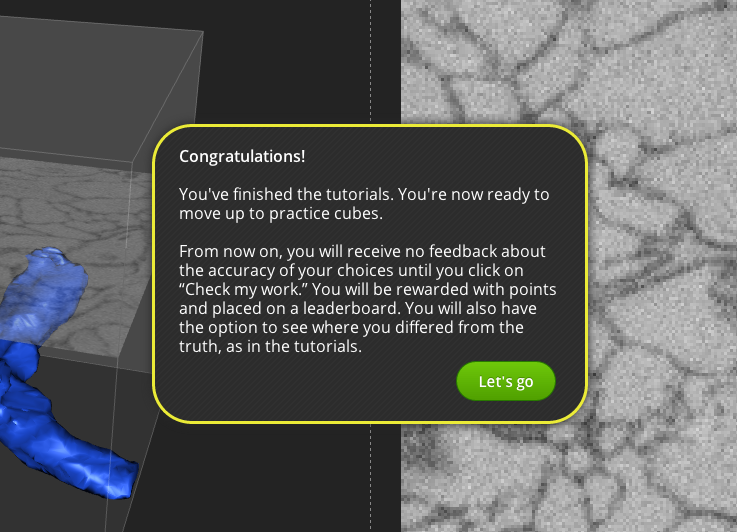 Congratulations!
You've finished the tutorials. You're now ready to
move up to practice cubes.
From now on, you will receive no feedback about
the accuracy of your choices until you click on
“Check my work.” You will be rewarded with points
and placed on a leaderboard. You will also have
the option to see where you differed from the
truth, as in the tutorials.
Let's go